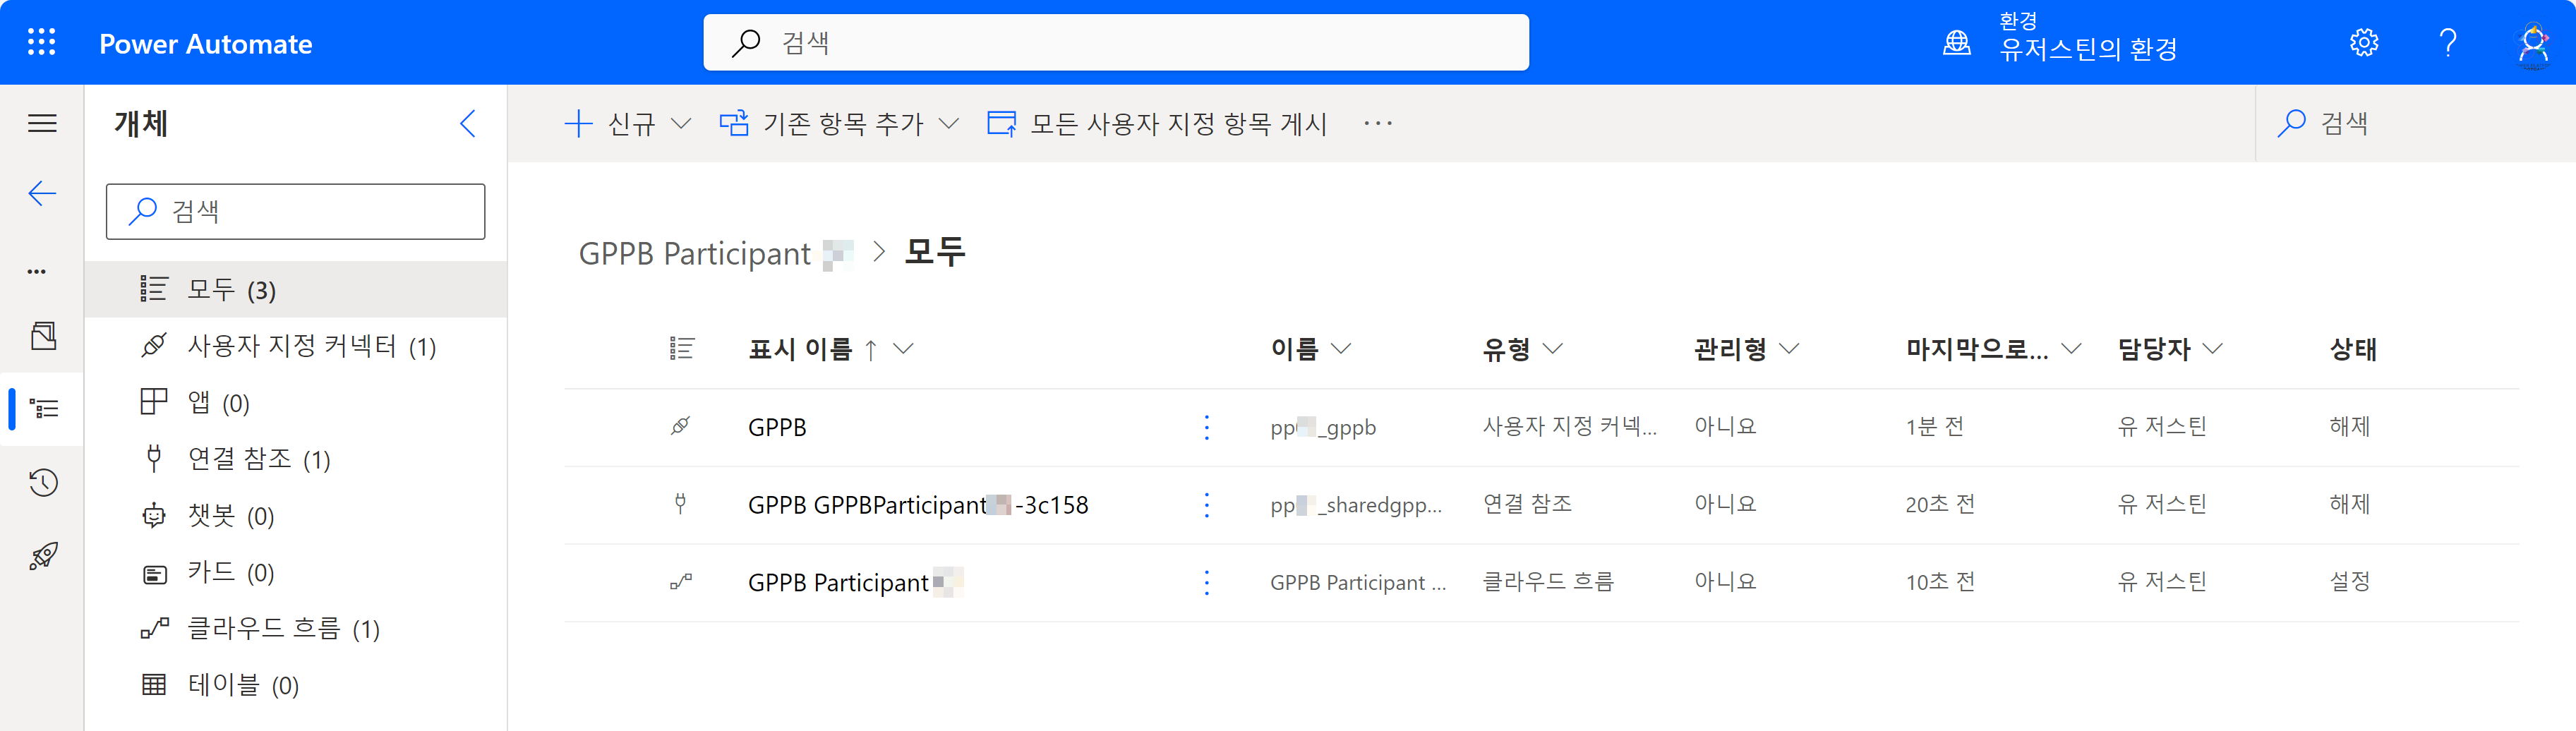 Power Automate
검색
환경
유저스틴의 환경
개체
검색
모두 (3)
사용자 지정 커넥터 (1)
앱 (0)
연결 참조 (1)
챗봇 (0)
카드 (0)
클라우드 흐름 (1)
테이블 (0)
신규 기존 항목 추가 모든 사용자 지정 항목 게시 ···
검색
GPPB Participant > 모두
표시 이름 ↑ 이름 유형 관리형 마지막으로... 담당자 상태
GPPB pp _gppb 사용자 지정 커넥... 아니요 1분 전 유 저스틴 해제
GPPB GPPBParticipant -3c158 pp _sharedgpp... 연결 참조 아니요 20초 전 유 저스틴 해제
GPPB Participant GPPB Participant ... 클라우드 흐름 아니요 10초 전 유 저스틴 설정